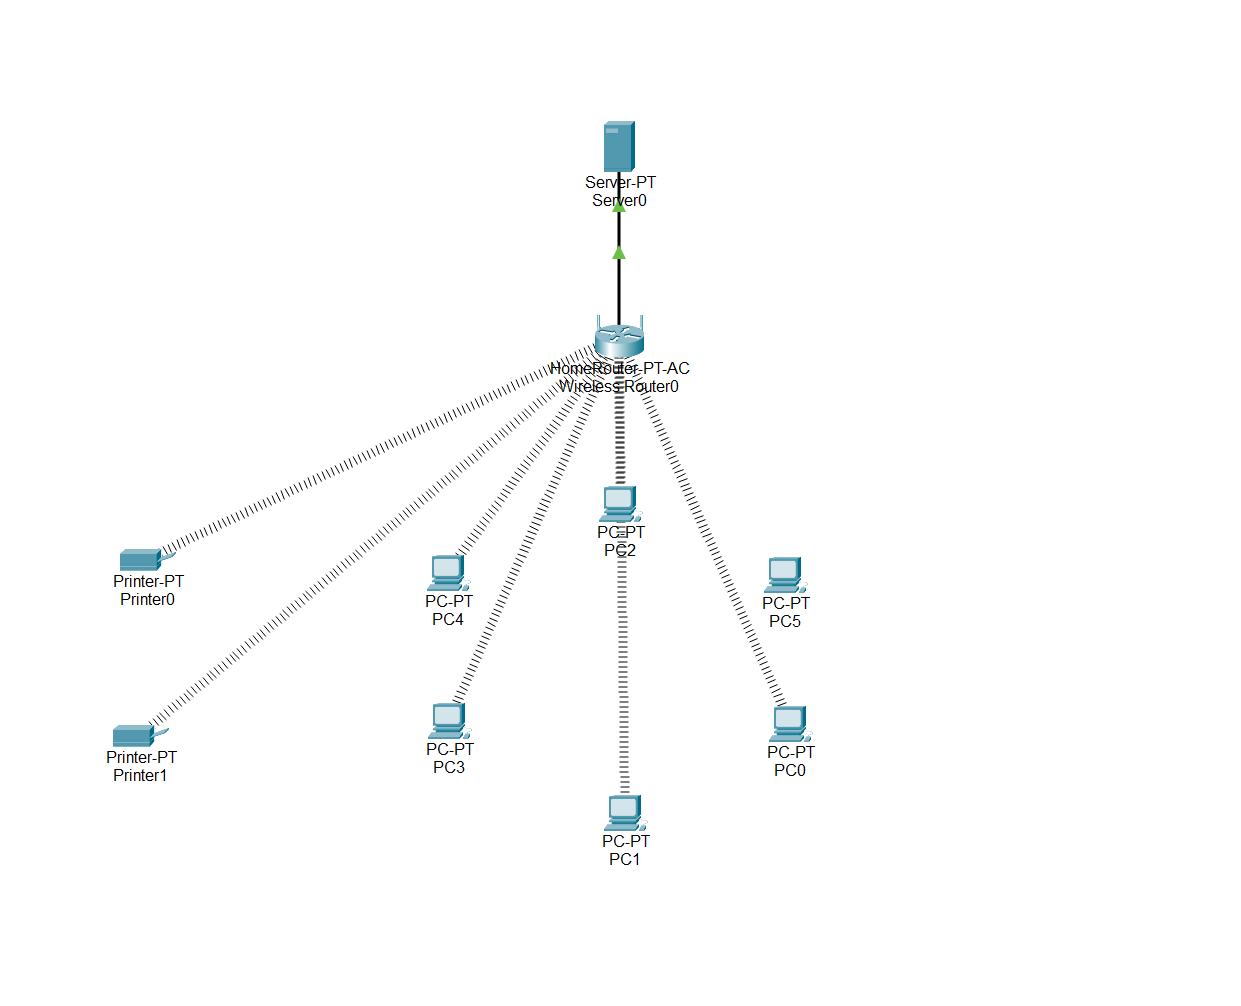 Server-PT
Server0
HomeRouter-PT-AC
Wireless Router0
PC-PT
PC2
Printer-PT
Printer0
PC-PT
PC4
PC-PT
PC5
PC-PT
PC3
PC-PT
PC0
Printer-PT
Printer1
PC-PT
PC1